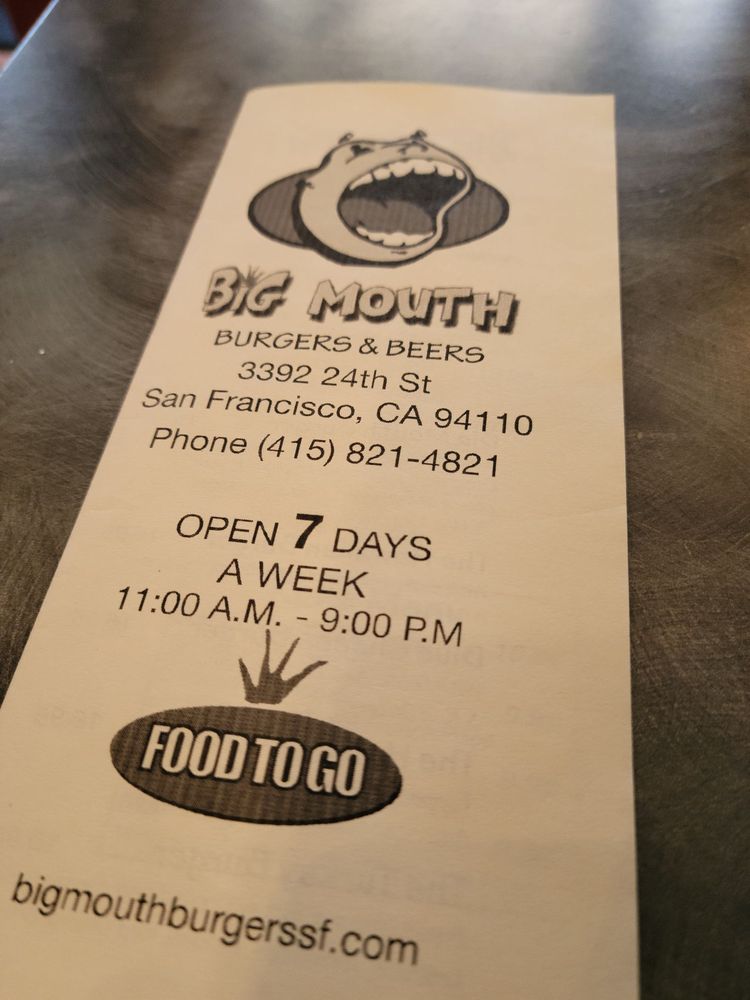 BiG MOUTH
BURGERS & BEERS
3392 24th St
San Francisco, CA 94110
Phone (415) 821-4821
OPEN 7 DAYS
A WEEK
11:00 A.M. - 9:00 P.M
FOOD TO GO
bigmouthburgerssf.com